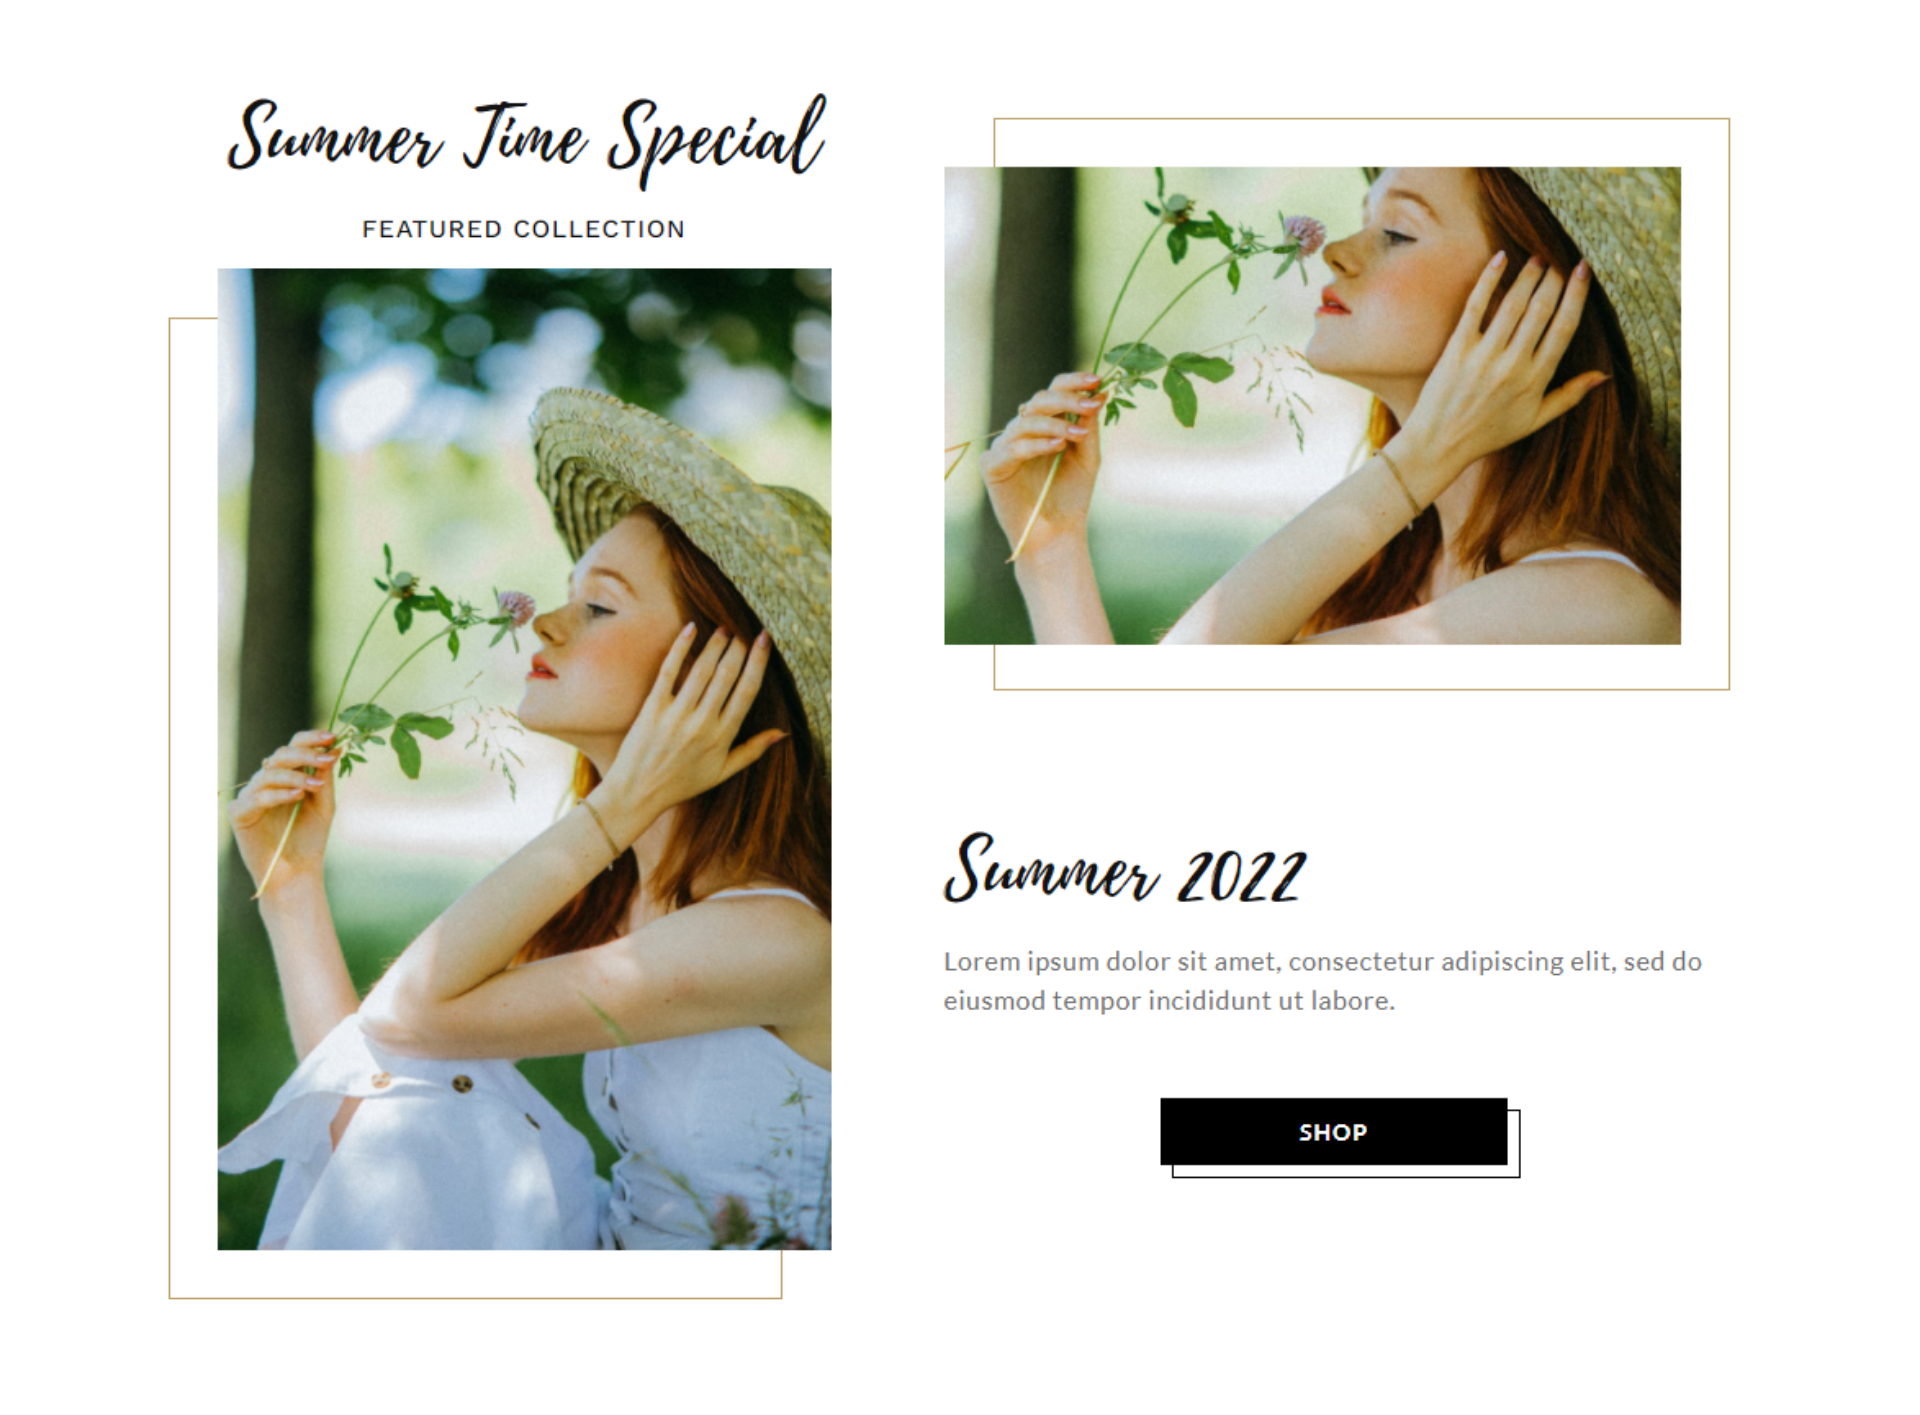 Summer Time Special
FEATURED COLLECTION
Summer 2022
Lorem ipsum dolor sit amet, consectetur adipiscing elit, sed do
eiusmod tempor incididunt ut labore.
SHOP